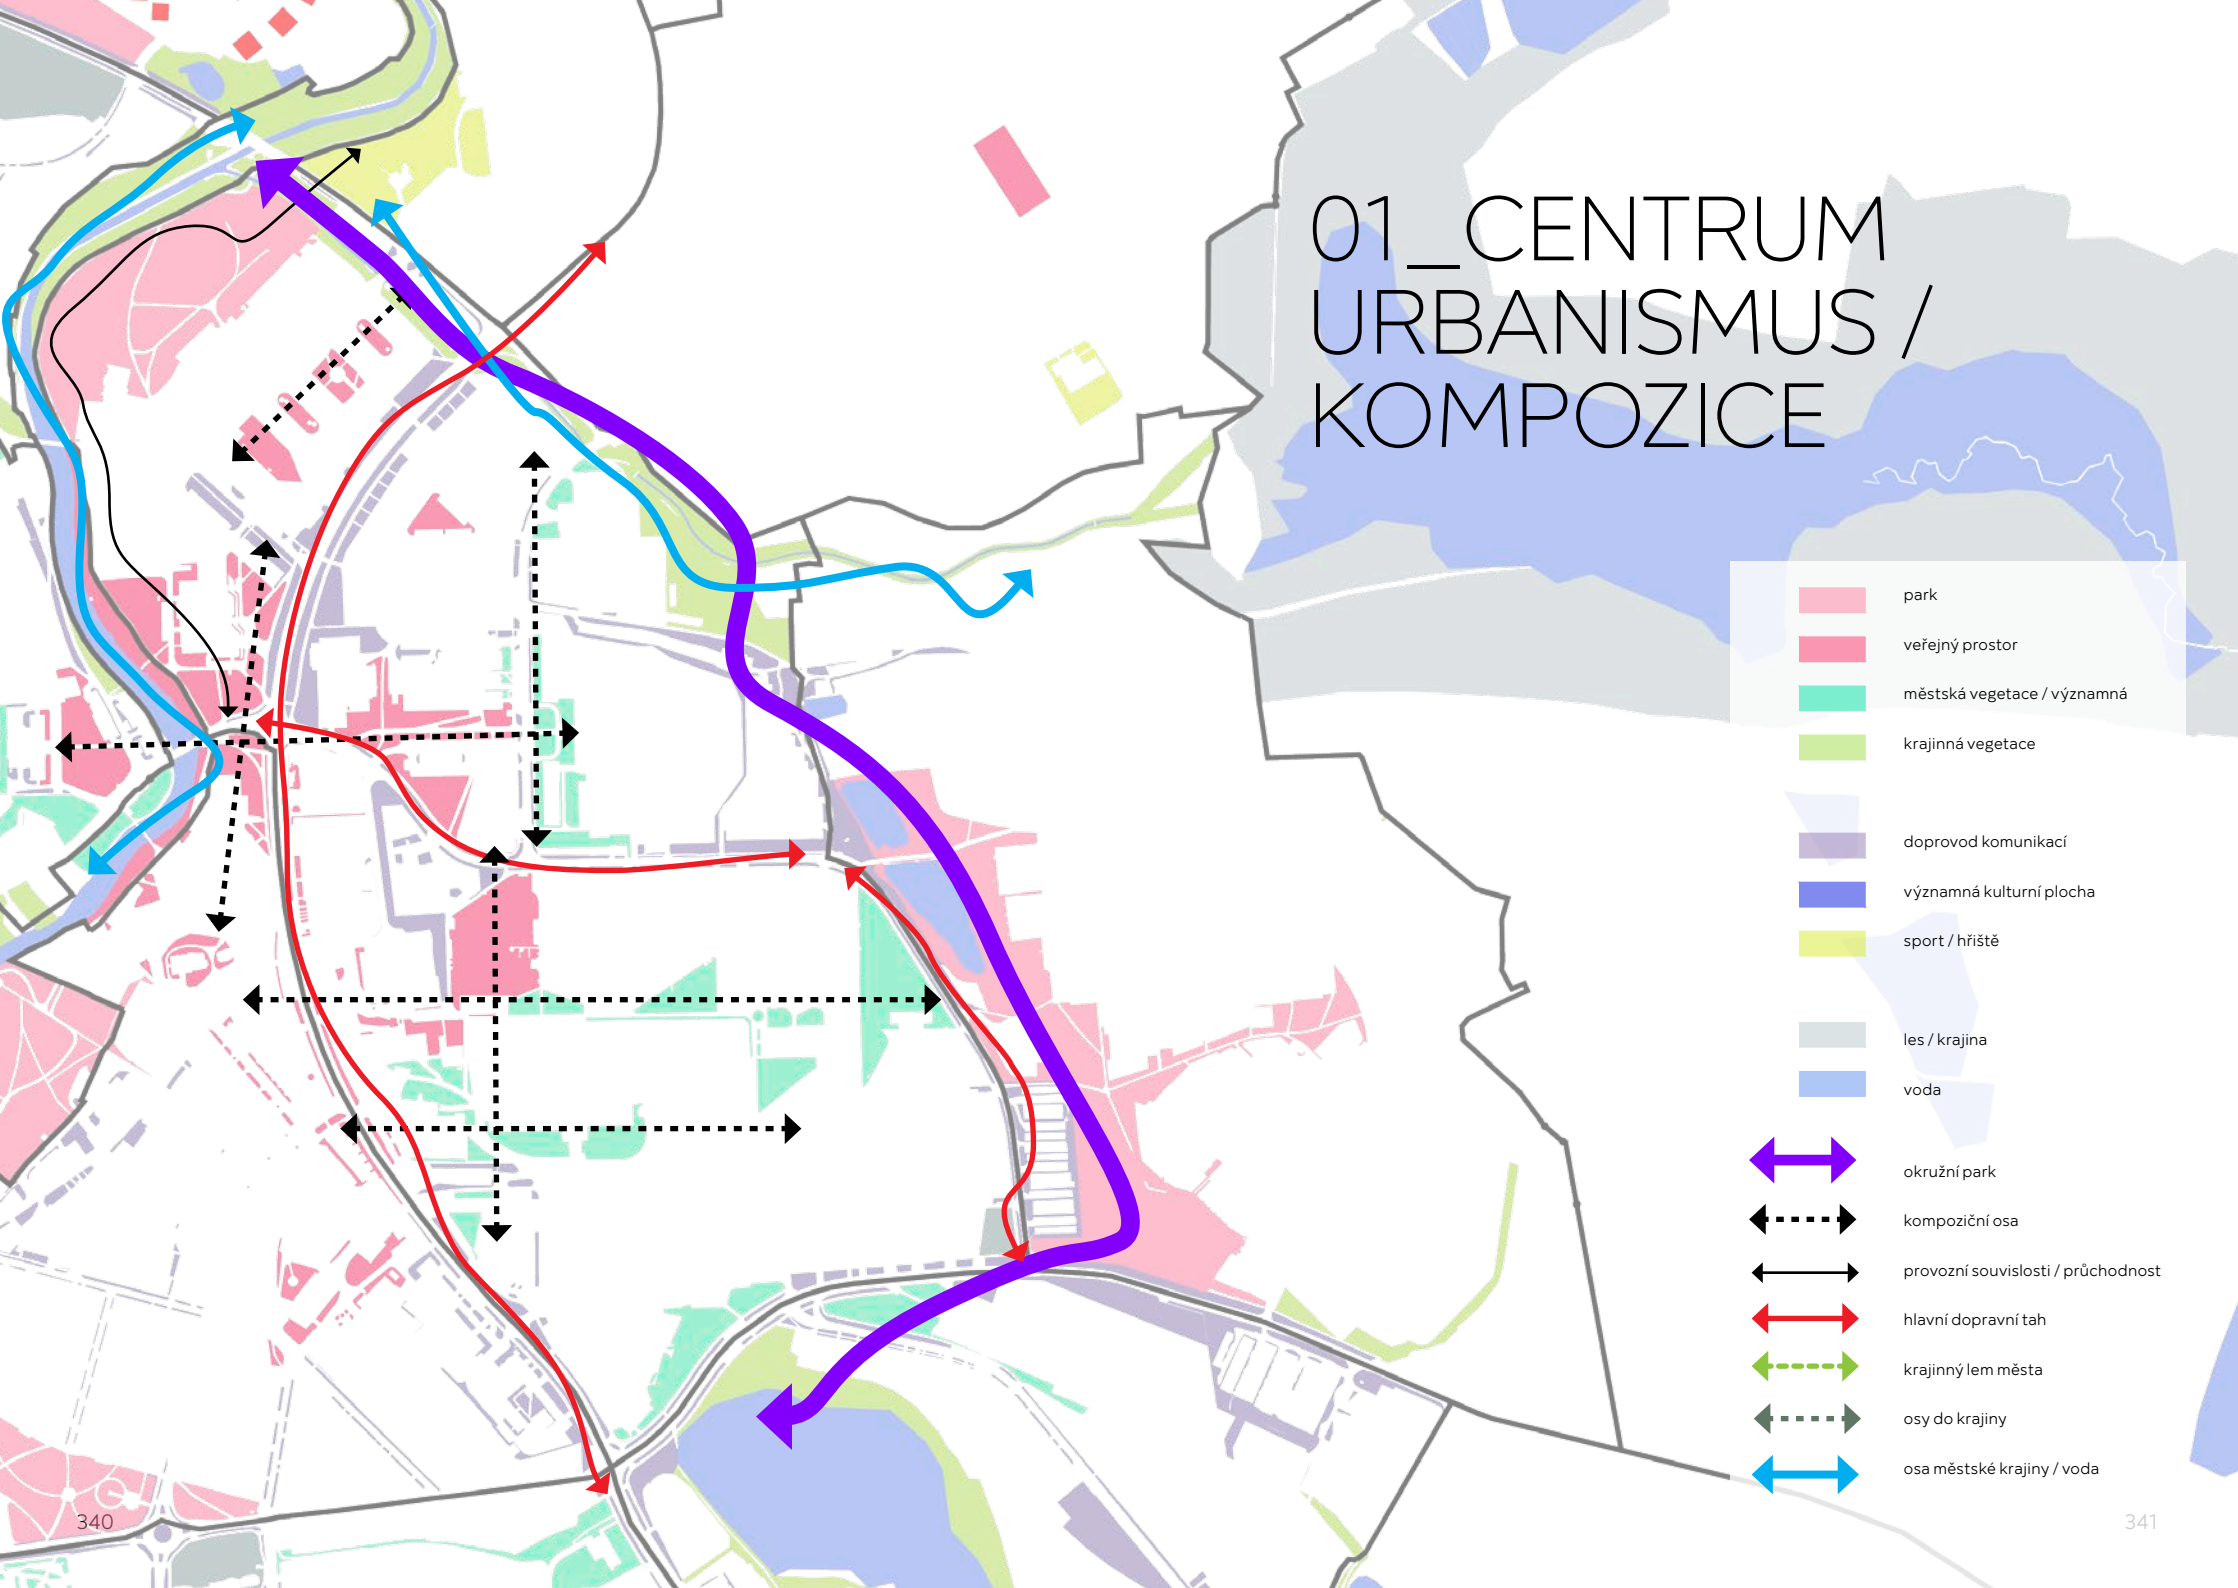 01_CENTRUM
URBANISMUS /
KOMPOZICE
park
veřejný prostor
městská vegetace / významná
krajinná vegetace
doprovod komunikací
významná kulturní plocha
sport / hřiště
les / krajina
voda
okružní park
kompoziční osa
provozní souvislosti / průchodnost
hlavní dopravní tah
krajinný lem města
osy do krajiny
osa městské krajiny / voda
340
341